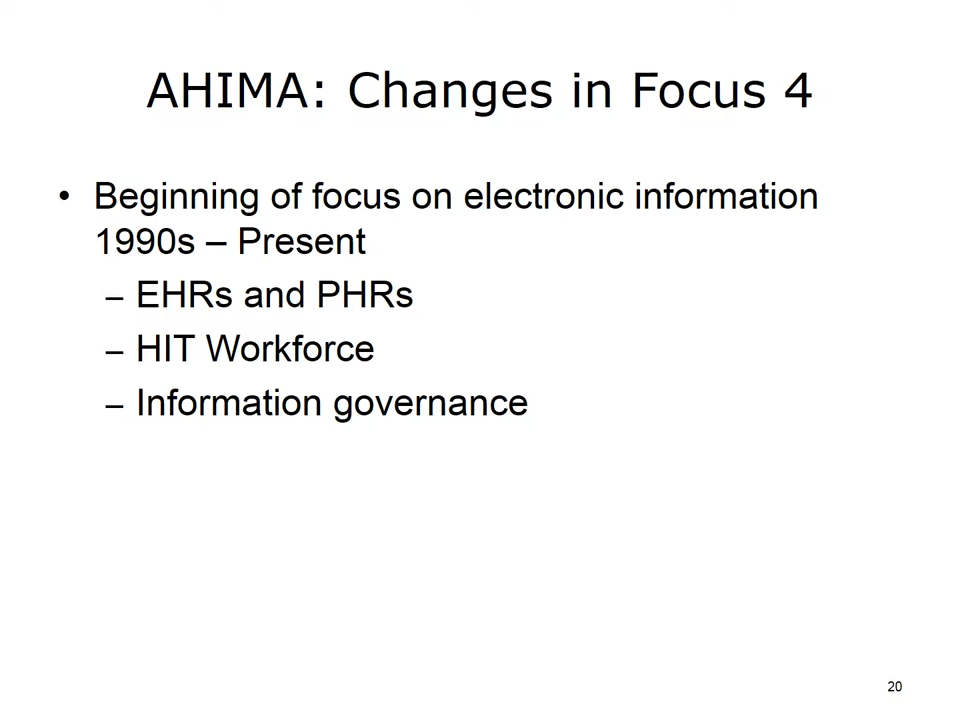 AHIMA: Changes in Focus 4
• Beginning of focus on electronic information
1990s – Present
– EHRs and PHRs
– HIT Workforce
– Information governance
20